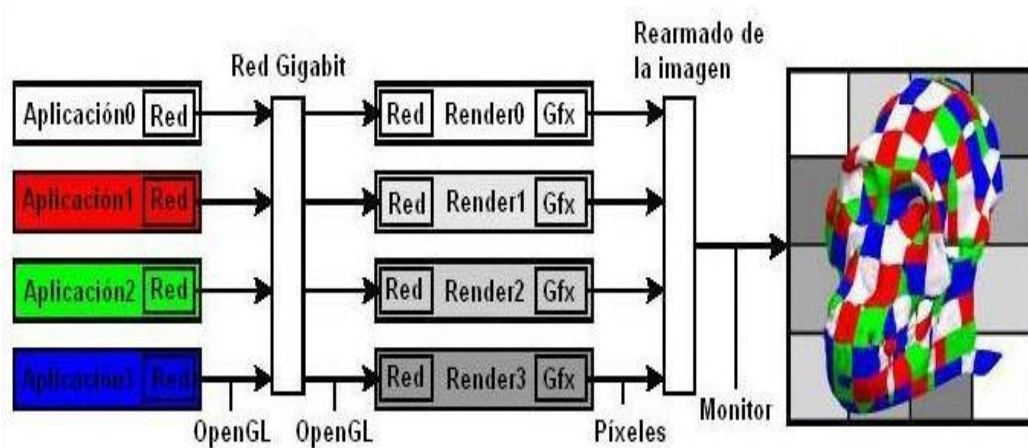 Rearmado de
la imagen
Red Gigabit
Aplicación0 Red
Red Render0 Gfx
Aplicación1 Red
Red Render1 Gfx
Aplicación2 Red
Red Render2 Gfx
Aplicación3 Red
Red Render3 Gfx
Monitor
OpenGL
OpenGL
Píxeles